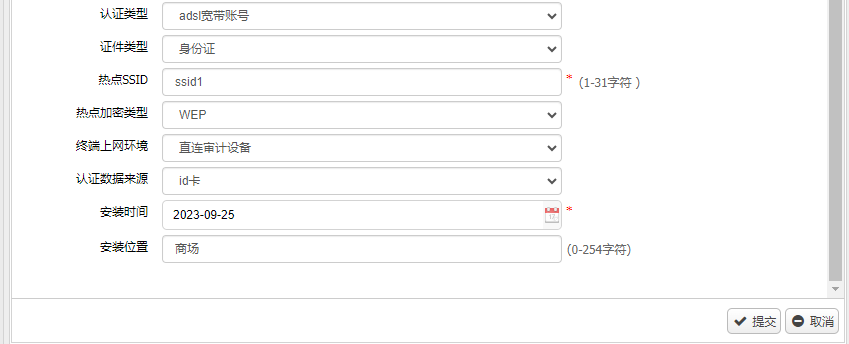 认证类型 adsl宽带账号
证件类型 身份证
热点SSID ssid1 * (1-31字符 )
热点加密类型 WEP
终端上网环境 直连审计设备
认证数据来源 id卡
安装时间 2023-09-25 *
安装位置 商场 (0-254字符)
提交 取消